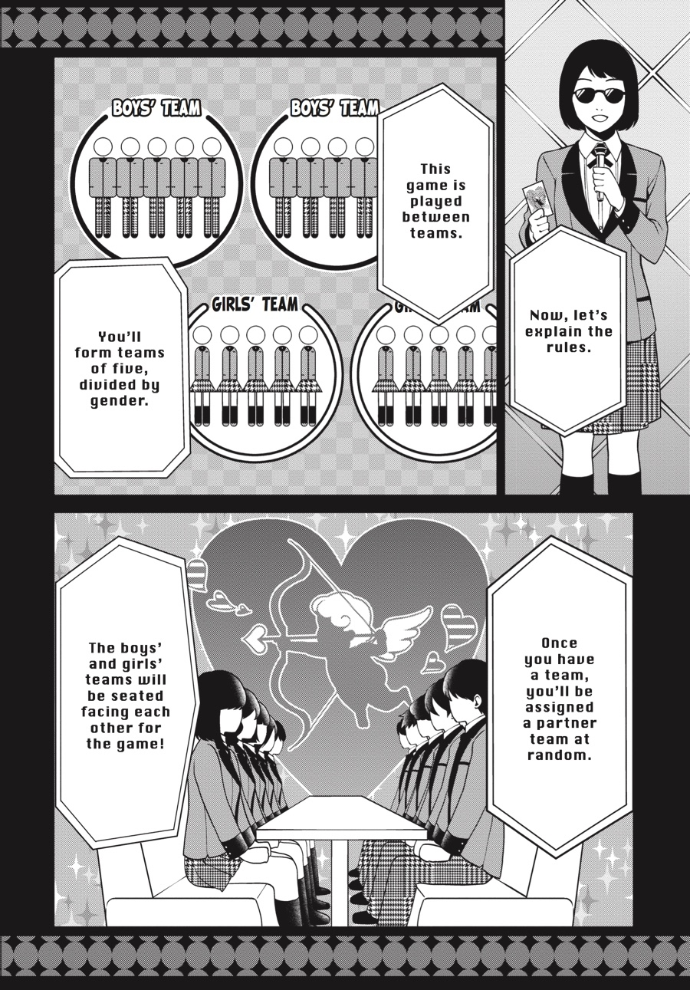 Now, let's
explain the
rules.
This
game is
played
between
teams.
BOYS' TEAM
BOYS' TEAM
GIRLS' TEAM
You'll
form teams
of five,
divided by
gender.
Once
you have
a team,
you'll be
assigned
a partner
team at
random.
The boys'
and girls'
teams will
be seated
facing each
other for
the game!